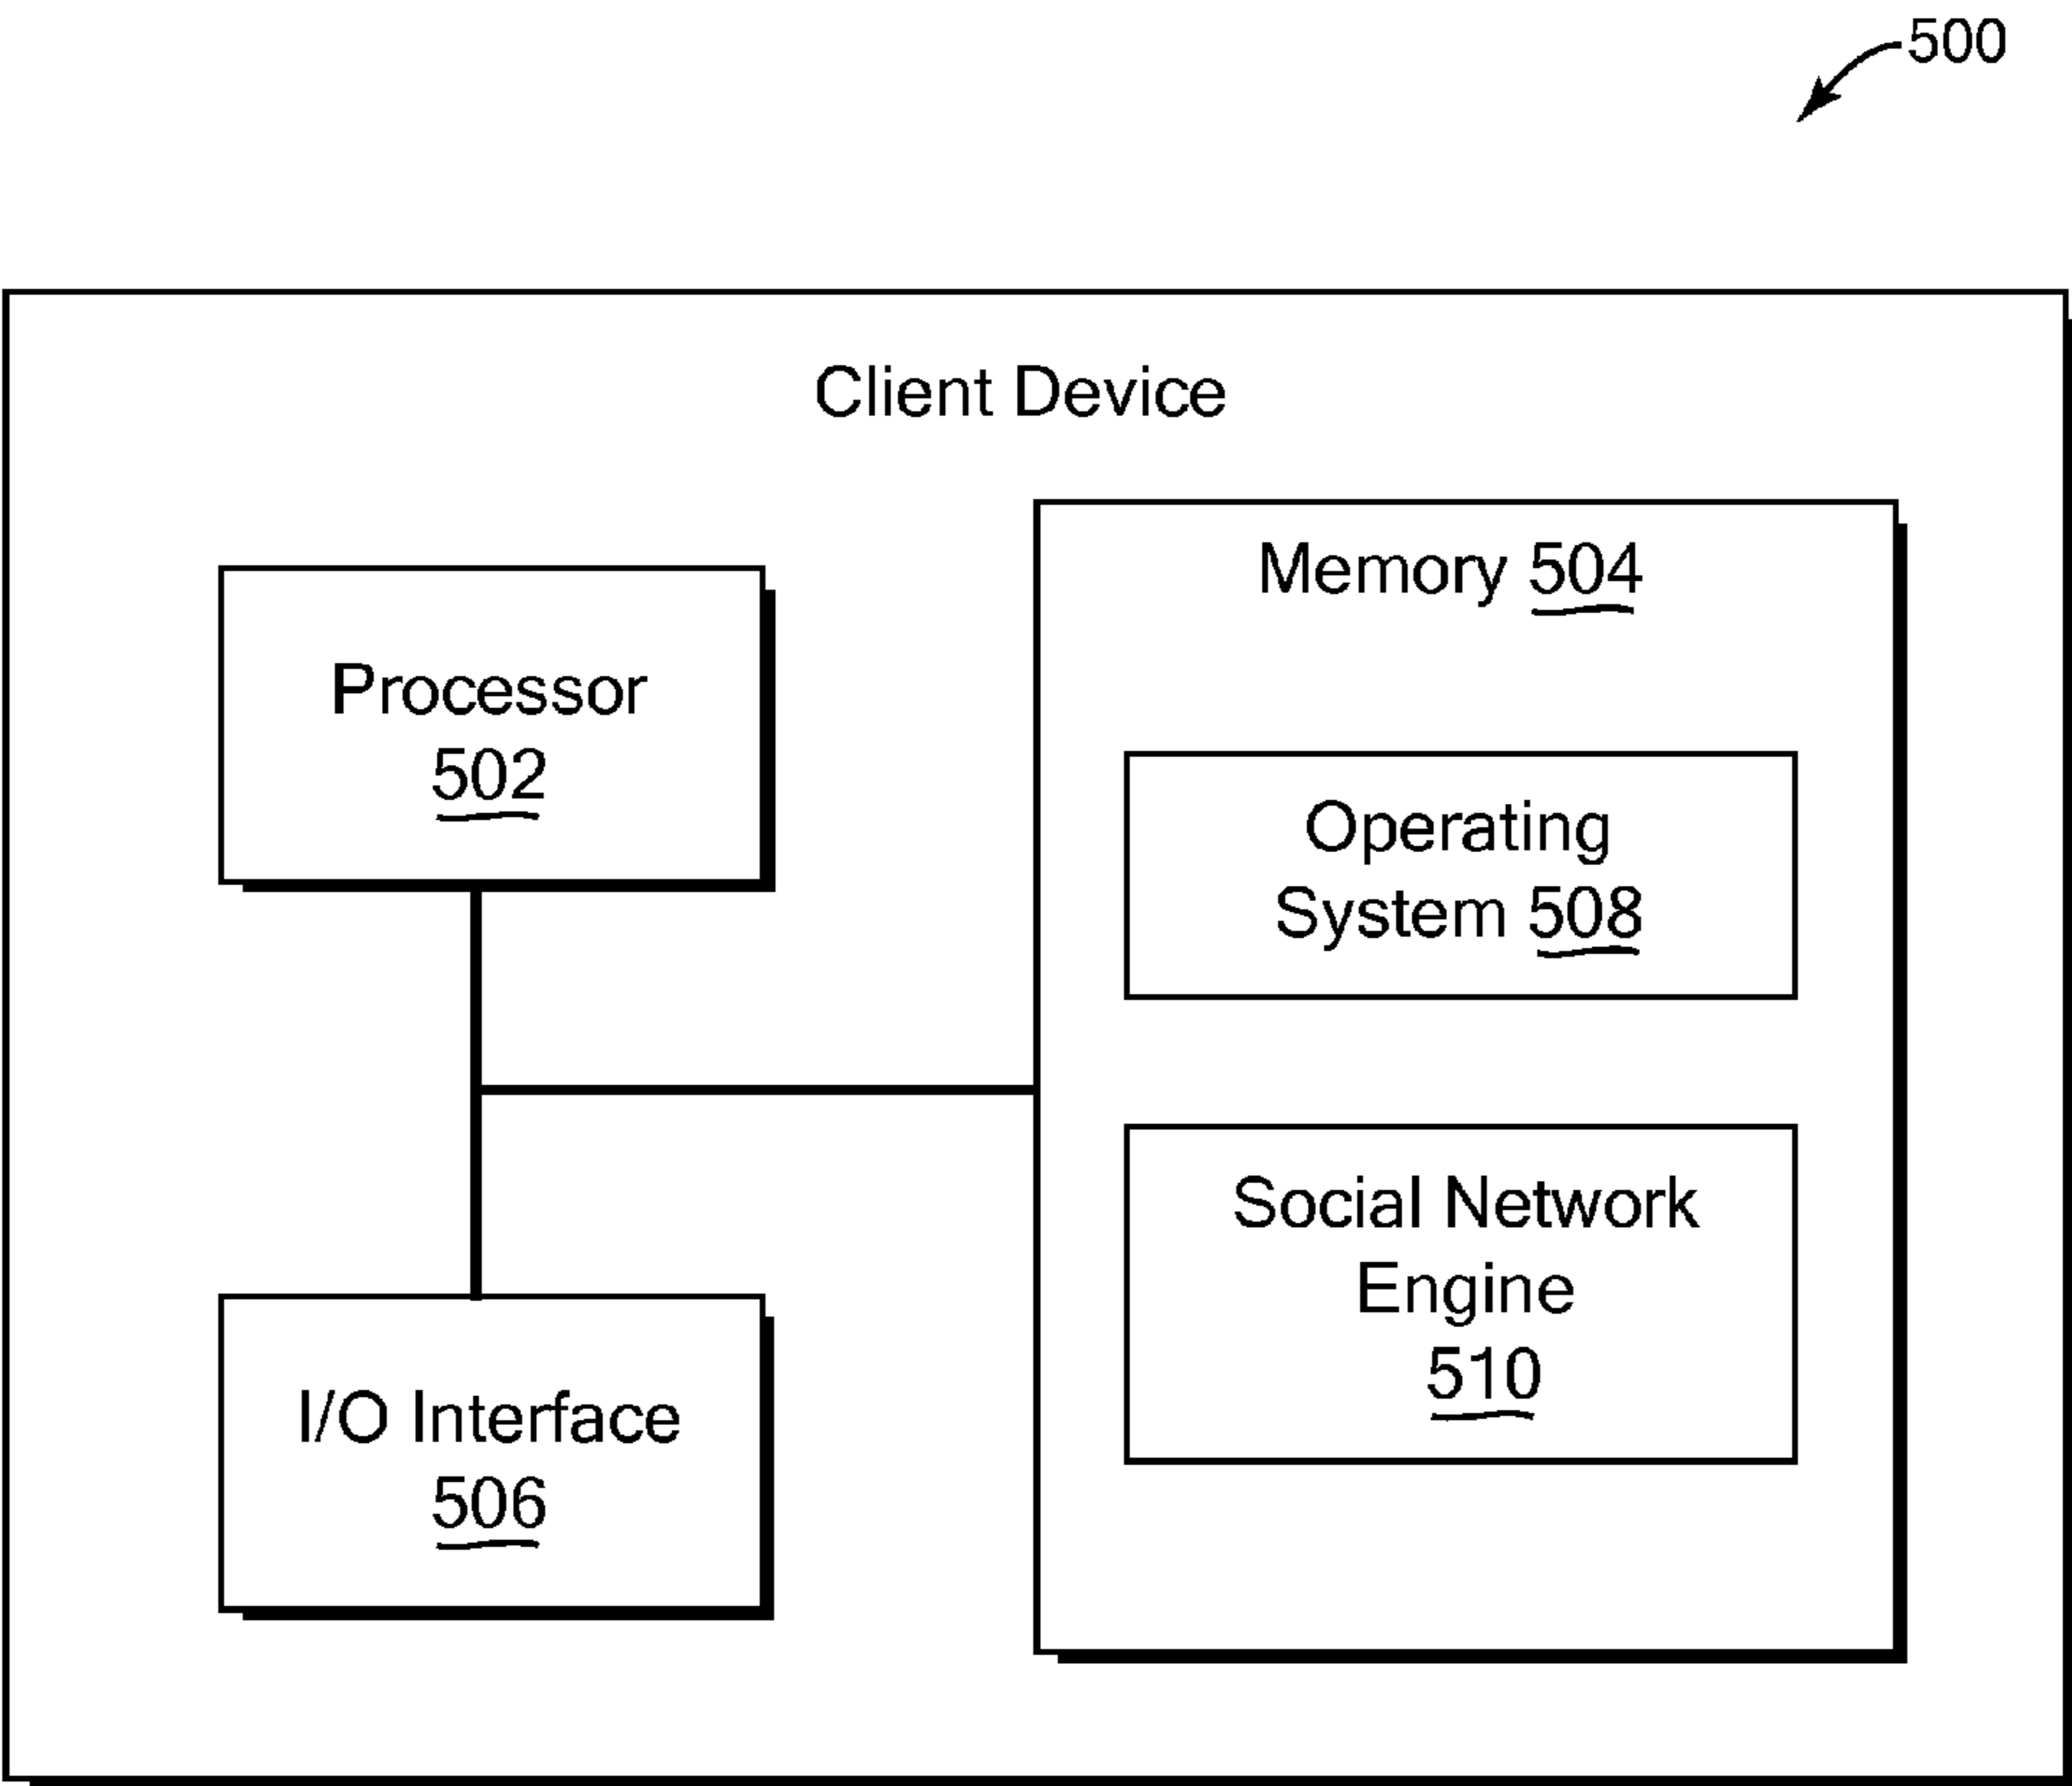 500
Client Device
Processor
502
Memory 504
Operating
System 508
Social Network
Engine
510
I/O Interface
506